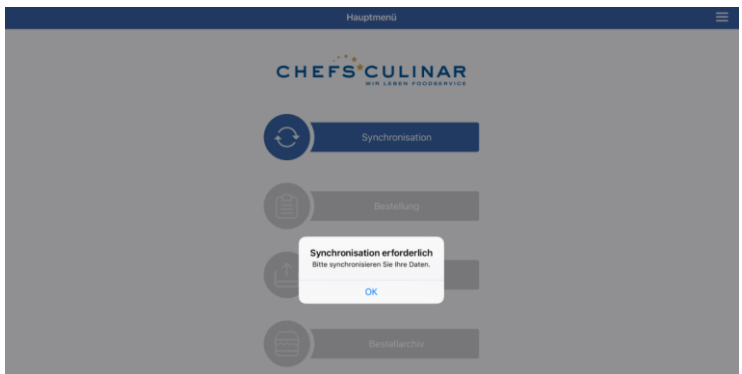 Hauptmenü
CHEFS CULINAR
WIR LEBEN FOODSERVICE
Synchronisation
Bestellung
Synchronisation erforderlich
Bitte synchronisieren Sie Ihre Daten.
OK
Bestellarchiv